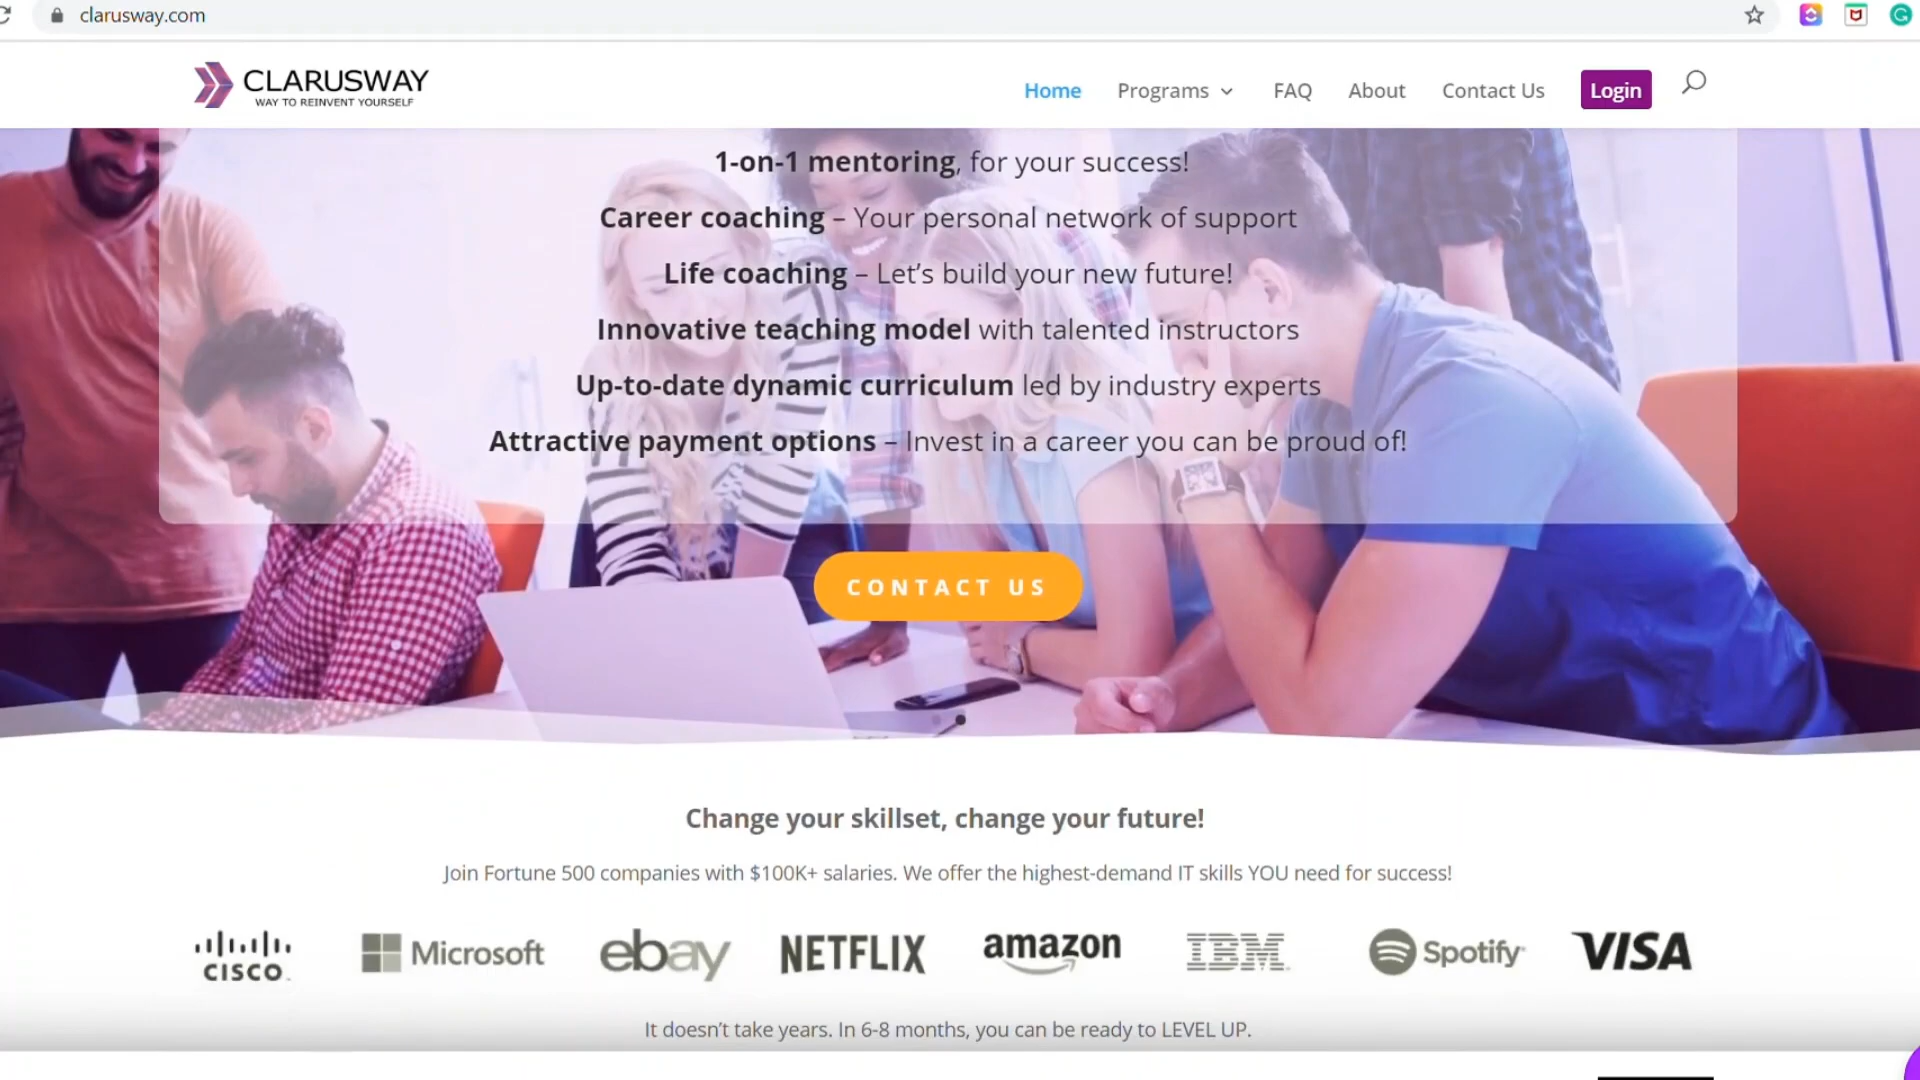 clarusway.com
CLARUSWAY
WAY TO REINVENT YOURSELF
Home Programs FAQ About Contact Us Login
1-on-1 mentoring, for your success!
Career coaching – Your personal network of support
Life coaching – Let's build your new future!
Innovative teaching model with talented instructors
Up-to-date dynamic curriculum led by industry experts
Attractive payment options – Invest in a career you can be proud of!
CONTACT US
Change your skillset, change your future!
Join Fortune 500 companies with $100K+ salaries. We offer the highest-demand IT skills YOU need for success!
CISCO Microsoft ebay NETFLIX amazon IBM Spotify VISA
It doesn't take years. In 6-8 months, you can be ready to LEVEL UP.